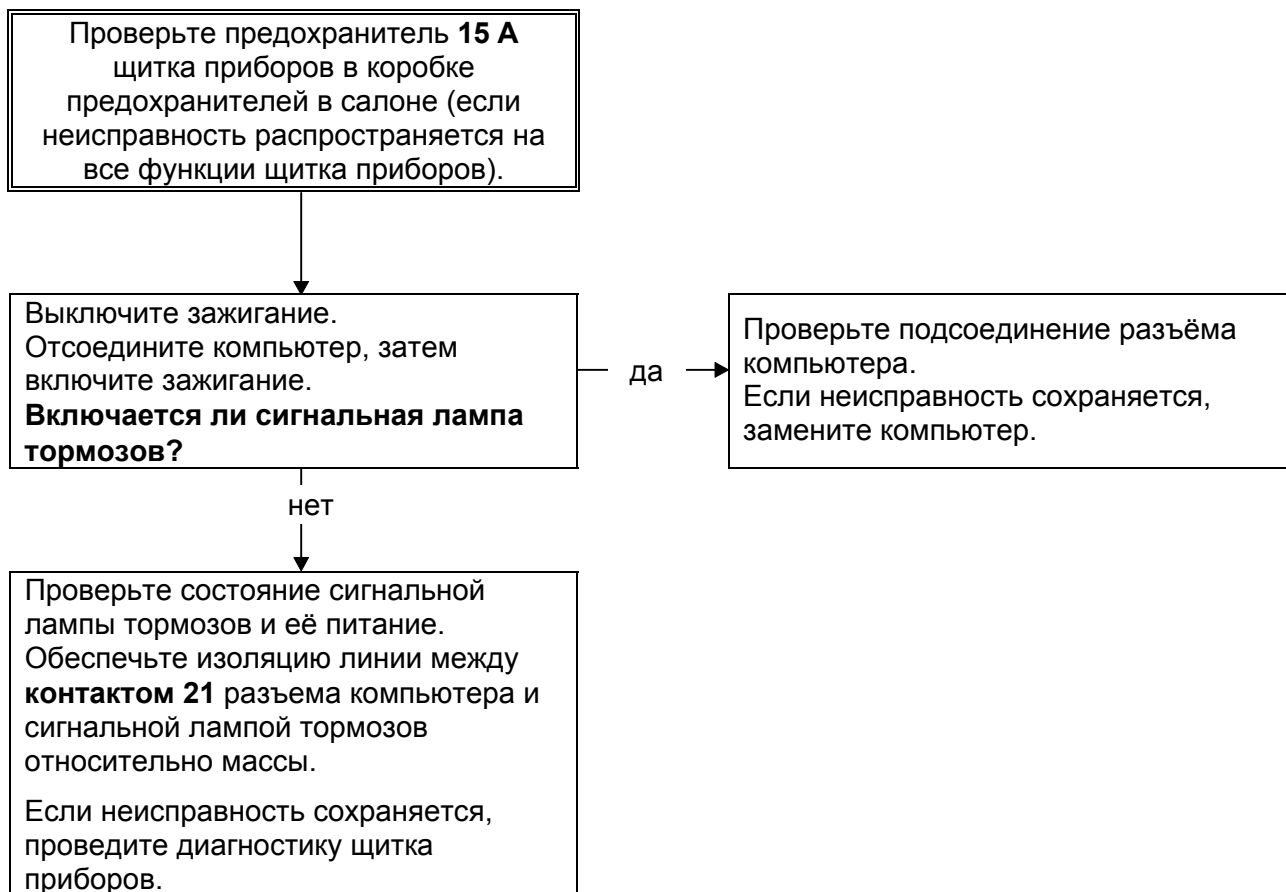 Проверьте предохранитель 15 А
щитка приборов в коробке
предохранителей в салоне (если
неисправность распространяется на
все функции щитка приборов).
Выключите зажигание.
Отсоедините компьютер, затем
включите зажигание.
Включается ли сигнальная лампа
тормозов?
да
Проверьте подсоединение разъёма
компьютера.
Если неисправность сохраняется,
замените компьютер.
нет
Проверьте состояние сигнальной
лампы тормозов и её питание.
Обеспечьте изоляцию линии между
контактом 21 разъема компьютера и
сигнальной лампой тормозов
относительно массы.
Если неисправность сохраняется,
проведите диагностику щитка
приборов.